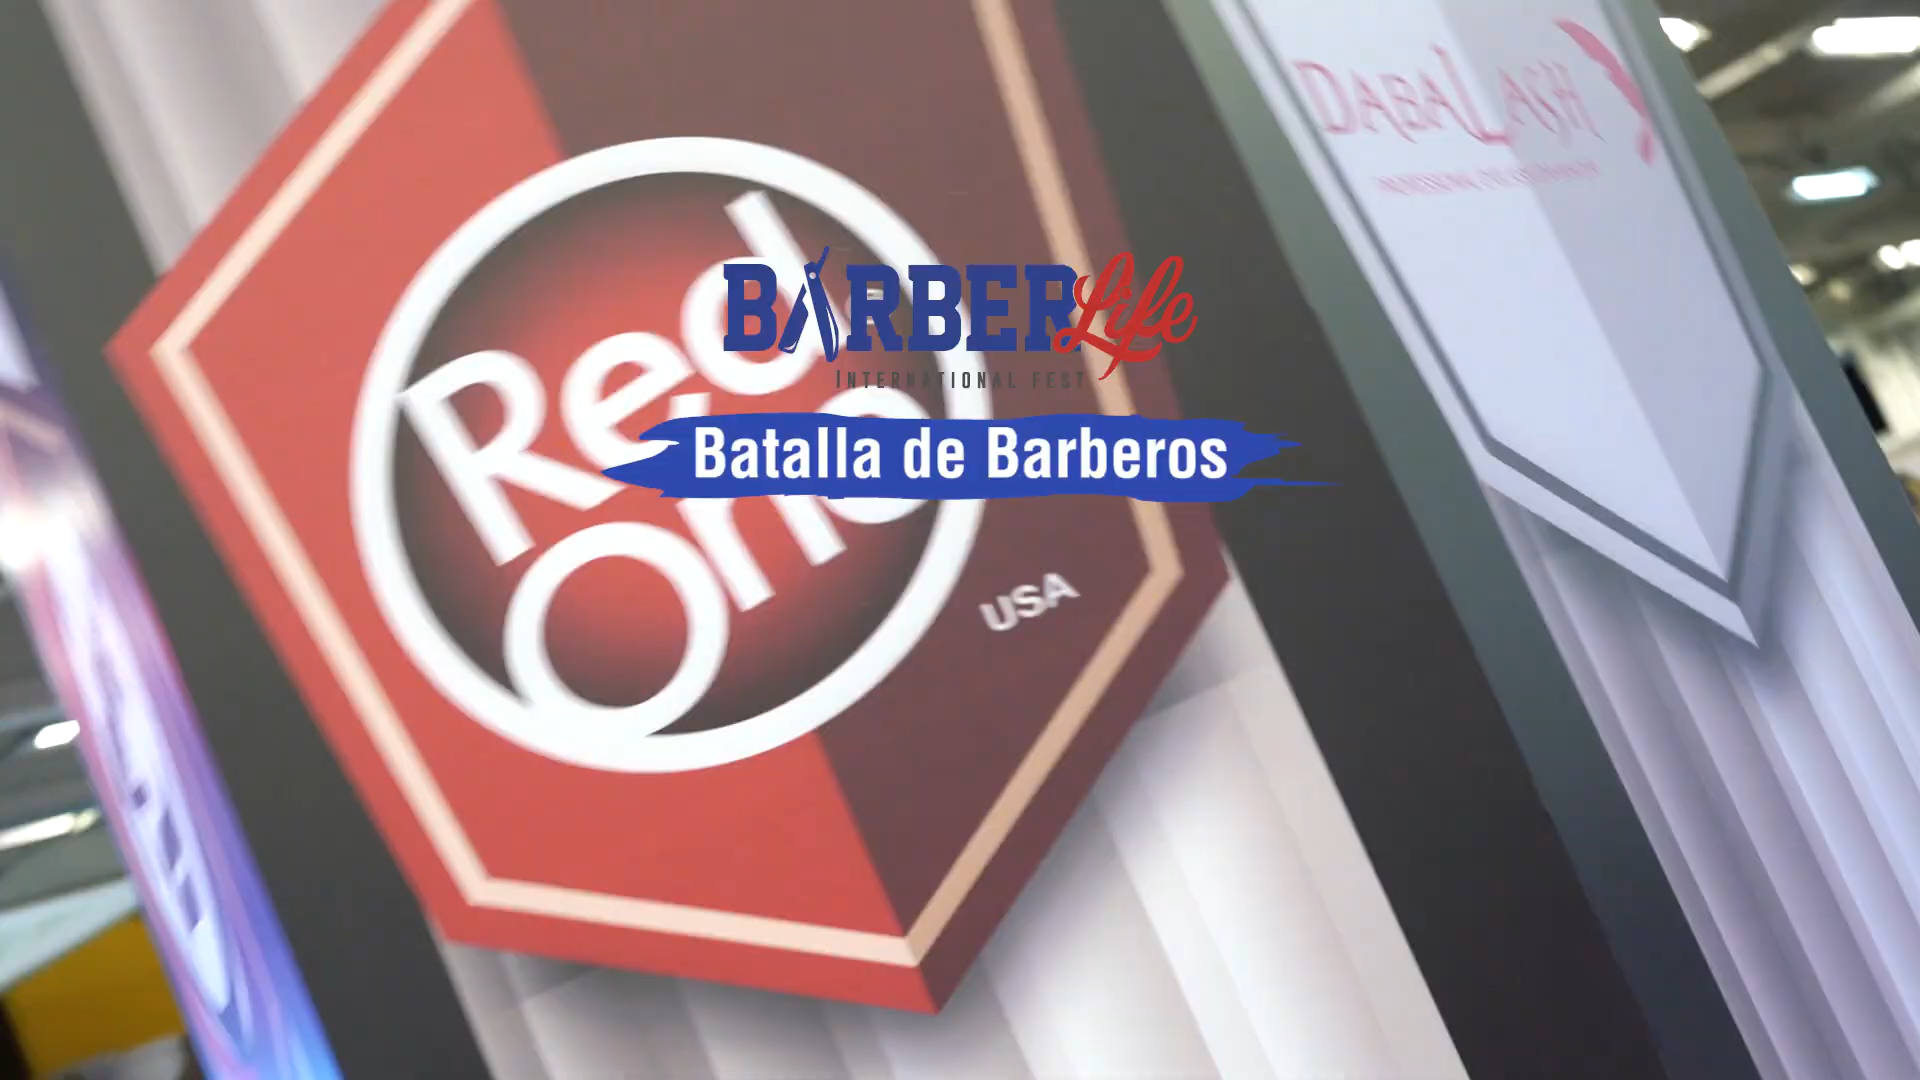 DABALASH
BARBER Life
INTERNATIONAL FEST
Batalla de Barberos
Red
One
USA